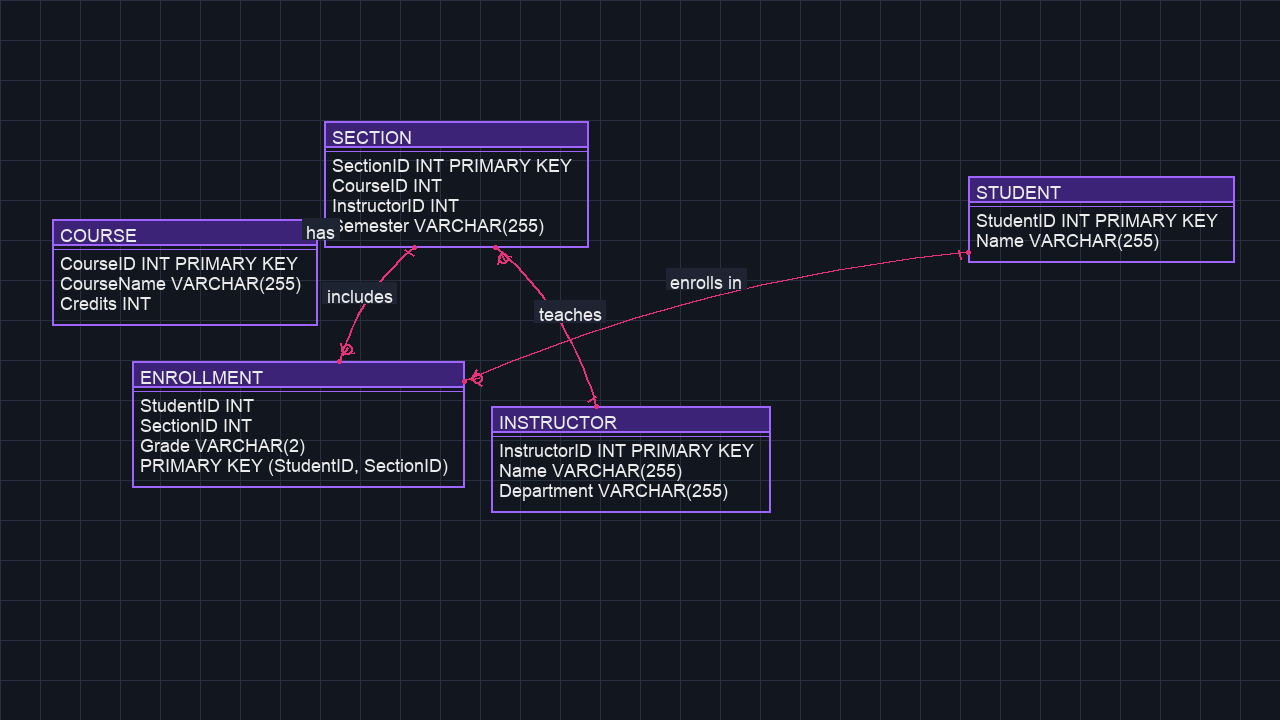 SECTION
SectionID INT PRIMARY KEY
CourseID INT
InstructorID INT
Semester VARCHAR(255)
STUDENT
StudentID INT PRIMARY KEY
Name VARCHAR(255)
has
COURSE
CourseID INT PRIMARY KEY
CourseName VARCHAR(255)
Credits INT
includes
teaches
enrolls in
ENROLLMENT
StudentID INT
SectionID INT
Grade VARCHAR(2)
PRIMARY KEY (StudentID, SectionID)
INSTRUCTOR
InstructorID INT PRIMARY KEY
Name VARCHAR(255)
Department VARCHAR(255)